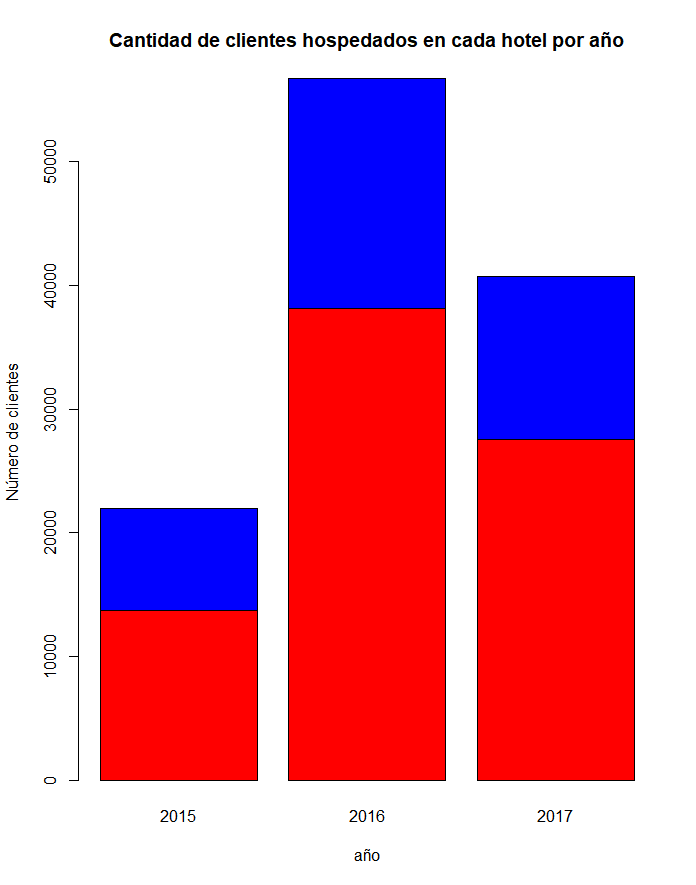 Cantidad de clientes hospedados en cada hotel por año
Número de clientes
50000
40000
30000
20000
10000
0
2015 2016 2017
año